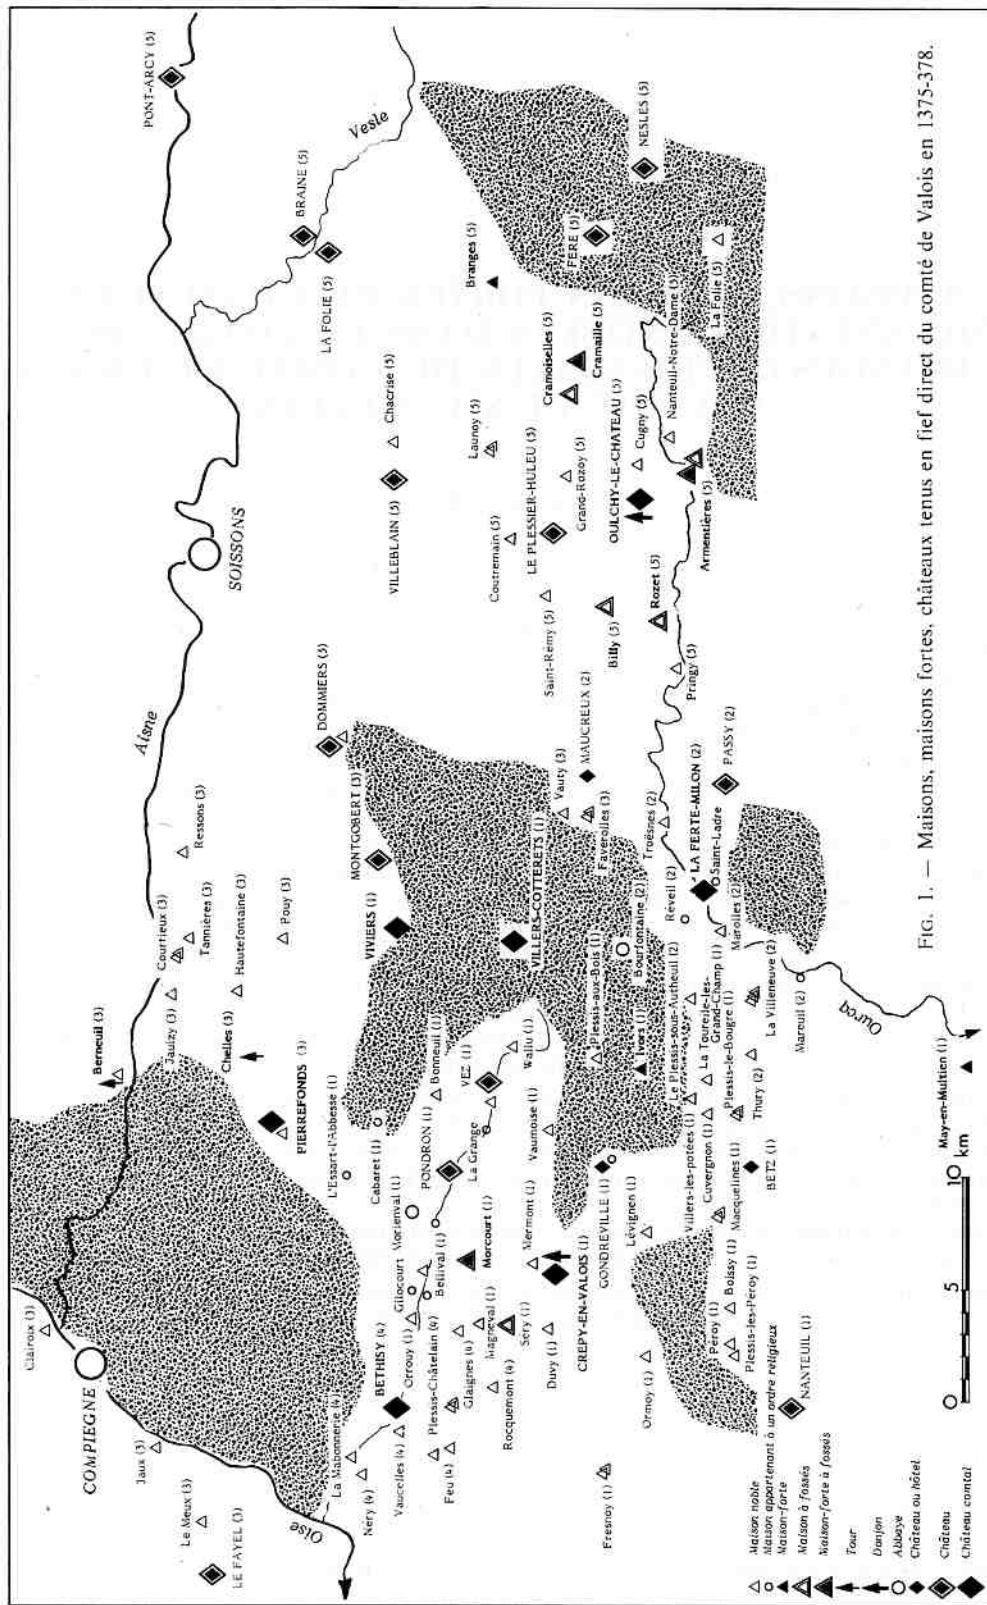 PONT-ARCY (5)
Vesle
BRAINE (5)
LA FOLIE (5)
NESLES (5)
FERE (5)
La Folie (5)
Branges (5)
Cramoiselles (5)
Cramaille (5)
Nanteuil-Notre-Dame (5)
Chacrise (5)
Launoy (5)
VILLEBLAIN (5)
Coutremain (5)
LE PLESSIER-HULEU (5)
Grand-Rozoy (5)
OULCHY-LE-CHATEAU (5)
Cugny (5)
Armentières (5)
SOISSONS
Saint-Rémy (5)
Billy (5)
Rozet (5)
Pringy (5)
Aisne
DOMMIERS (5)
MONTGOBERT (3)
VIVIERS (1)
VILLERS-COTTERETS (1)
Vauty (3)
MAUCREUX (2)
Faverolles (3)
Troësnes (2)
LA FERTE-MILON (2)
Saint-Ladre
PASSY (2)
Réveil (2)
Marolles (2)
Bourfontaine (2)
Ressons (3)
Tannières (3)
Courtieux (3)
Hautefontaine (3)
Pouy (3)
Jaulzy (3)
Chelles (3)
Berneuil (3)
PIERREFONDS (3)
Plessis-aux-Bois (1)
Ivors (1)
Le Plessis-sous-Autheuil (2)
La Tournelle-les-
Grand-Champ (1)
Plessis-le-Bougre (1)
La Villeneuve (2)
Thury (2)
Mareuil (2)
Ourcq
May-en-Multien (1)
L'Essart-l'Abbesse (1)
Cabaret (1)
Bonneuil (1)
PONDRON (1)
VEZ (1)
La Grange
Wallu (1)
Vaumoise (1)
Villers-les-potées (1)
Cuvergnon (1)
Macquelines (1)
BETZ (1)
GONDREVILLE (1)
Lévignen (1)
Morienval (1)
Gilocourt
Bellival (1)
Morcourt (1)
Mermont (1)
CREPY-EN-VALOIS (1)
Clairoix (3)
COMPIEGNE
Jaux (3)
Le Meux (3)
LE FAYEL (3)
Oise
La Mabonnerie (4)
Néry (4)
BETHISY (4)
Orrouy (1)
Vaucelles (4)
Plessis-Châtelain (4)
Feu (4)
Glaignes (4)
Magneval (1)
Rocquemont (4)
Séry (1)
Duvy (1)
Ormoy (1)
Fresnoy (1)
Péroy (1)
Boissy (1)
Plessis-les-Péroy (1)
NANTEUIL (1)
Maison noble
Maison appartenant à un ordre religieux
Maison-forte
Maison à fossés
Maison-forte à fossés
Tour
Donjon
Abbaye
Château ou hôtel
Château
Château comtal
0 5 10 km
FIG. 1. — Maisons, maisons fortes, châteaux tenus en fief direct du comté de Valois en 1375-378.